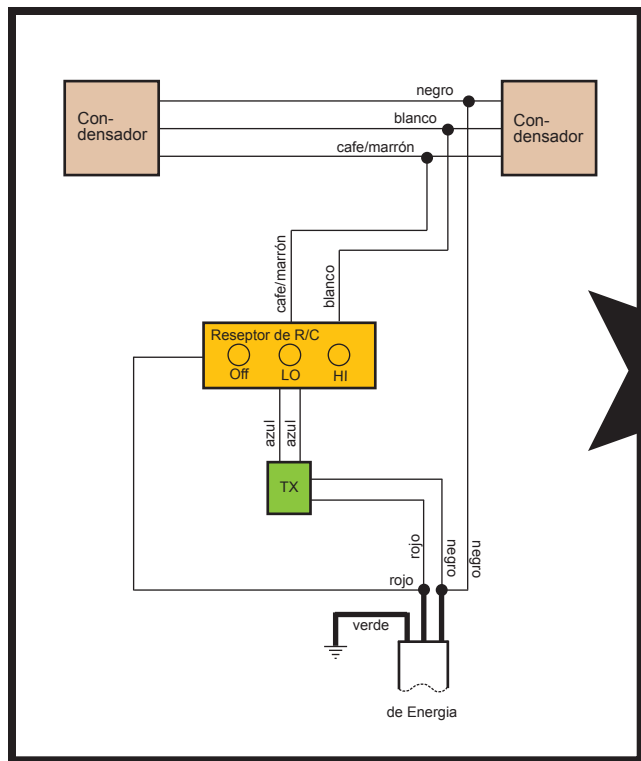 negro
blanco
cafe/marrón
Con-
densador
Con-
densador
cafe/marrón
blanco
Reseptor de R/C
Off
LO
HI
azul
azul
TX
rojo
negro
negro
rojo
verde
de Energia